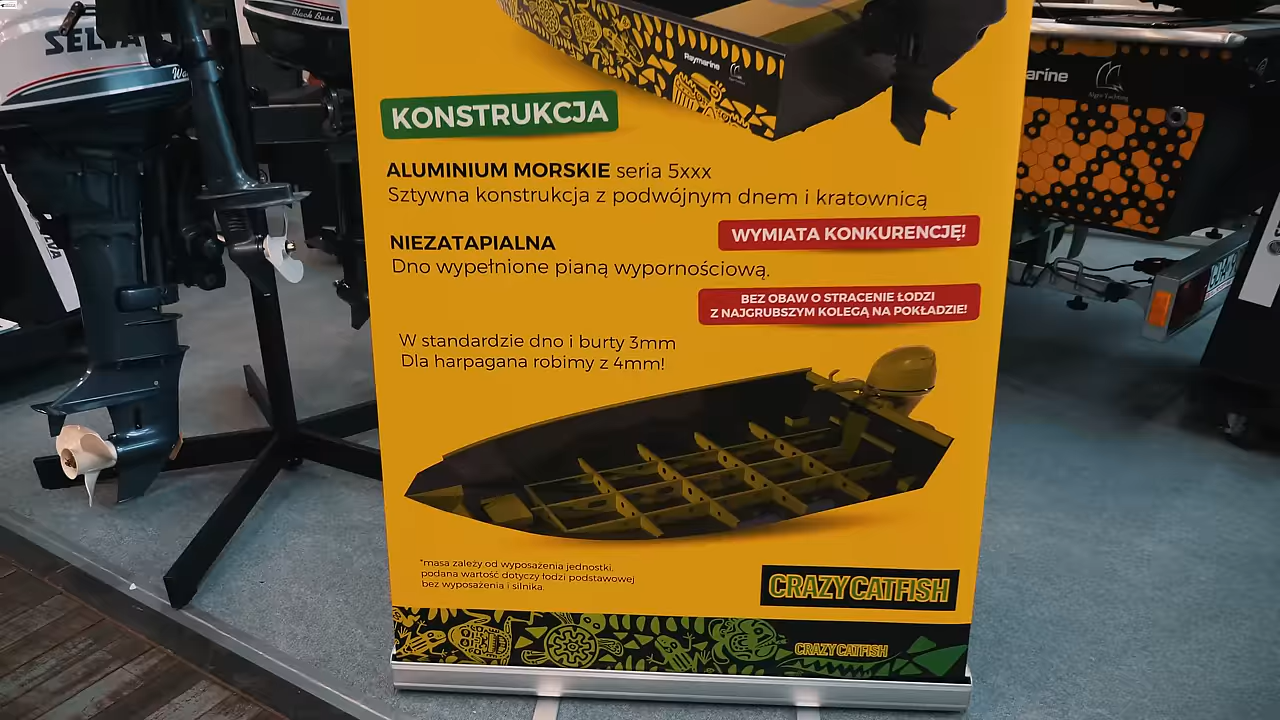 SELVA
Black Bass
Raymarine
KONSTRUKCJA
ALUMINIUM MORSKIE seria 5xxx
Sztywna konstrukcja z podwójnym dnem i kratownicą
WYMIATA KONKURENCJĘ!
NIEZATAPIALNA
Dno wypełnione pianą wypornościową.
BEZ OBAW O STRACENIE ŁODZI
Z NAJGRUBSZYM KOLEGĄ NA POKŁADZIE!
W standardzie dno i burty 3mm
Dla harpagana robimy z 4mm!
*masa zależy od wyposażenia jednostki.
podana wartość dotyczy łodzi podstawowej
bez wyposażenia i silnika.
CRAZY CATFISH
CRAZY CATFISH
arine